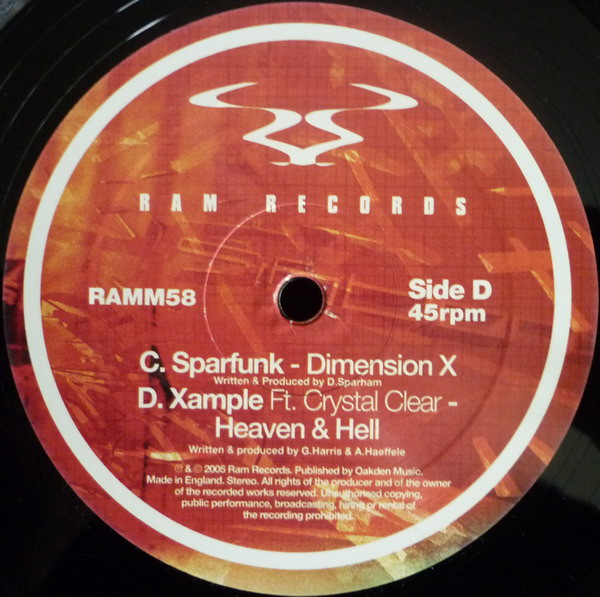 RAM RECORDS
RAMM58
Side D
45rpm
C. Sparfunk - Dimension X
Written & Produced by D.Sparham
D. Xample Ft. Crystal Clear -
Heaven & Hell
Written & produced by G.Harris & A.Haeffele
℗ & © 2005 Ram Records. Published by Oakden Music.
Made in England. Stereo. All rights of the producer and of the owner
of the recorded works reserved. Unauthorised copying,
public performance, broadcasting, hiring or rental of
the recording prohibited.